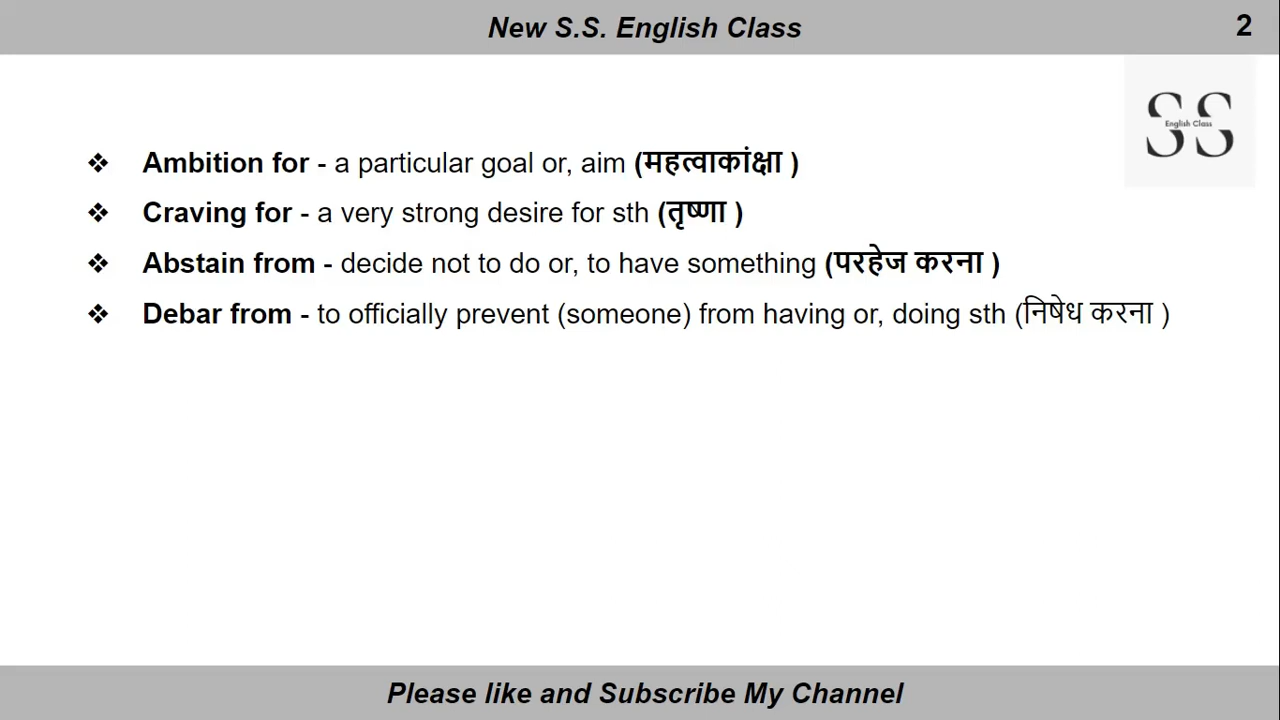 New S.S. English Class
2
SS
English Class
❖ Ambition for - a particular goal or, aim (महत्वाकांक्षा )
❖ Craving for - a very strong desire for sth (तृष्णा )
❖ Abstain from - decide not to do or, to have something (परहेज करना )
❖ Debar from - to officially prevent (someone) from having or, doing sth (निषेध करना )
Please like and Subscribe My Channel